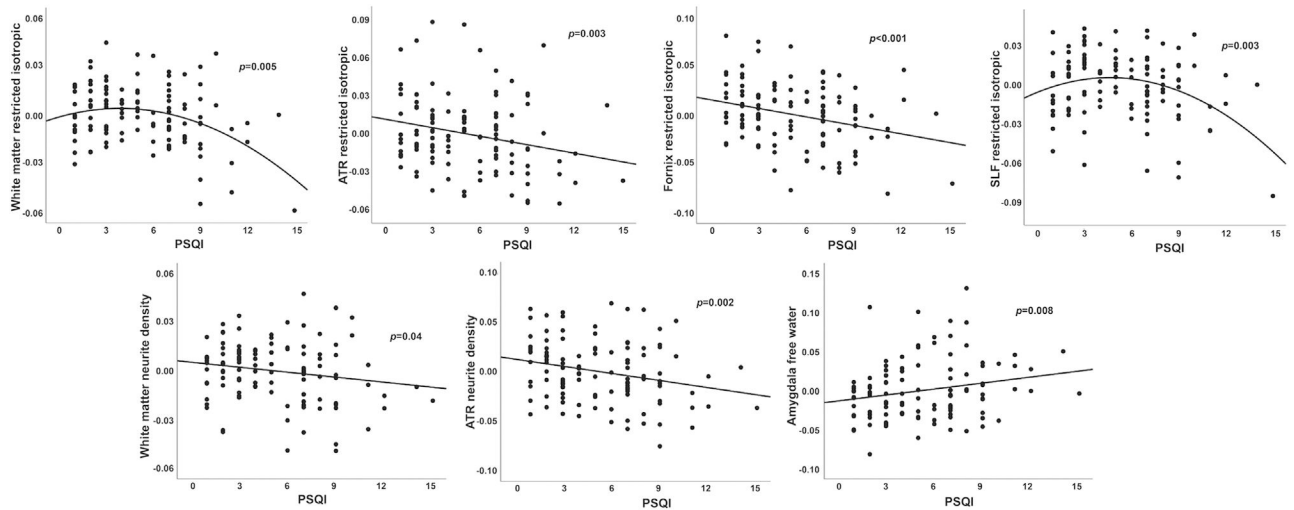 White matter restricted isotropic
0.06
0.03
0.00
-0.03
-0.06
p=0.005
0 3 6 9 12 15
PSQI
ATR restricted isotropic
0.09
0.06
0.03
0.00
-0.03
-0.06
p=0.003
0 3 6 9 12 15
PSQI
Fornix restricted isotropic
0.10
0.05
0.00
-0.05
-0.10
p<0.001
0 3 6 9 12 15
PSQI
SLF restricted isotropic
0.03
0.00
-0.03
-0.06
-0.09
p=0.003
0 3 6 9 12 15
PSQI
White matter neurite density
0.06
0.03
0.00
-0.03
-0.06
p=0.04
0 3 6 9 12 15
PSQI
ATR neurite density
0.10
0.05
0.00
-0.05
-0.10
p=0.002
0 3 6 9 12 15
PSQI
Amygdala free water
0.15
0.10
0.05
0.00
-0.05
-0.10
p=0.008
0 3 6 9 12 15
PSQI